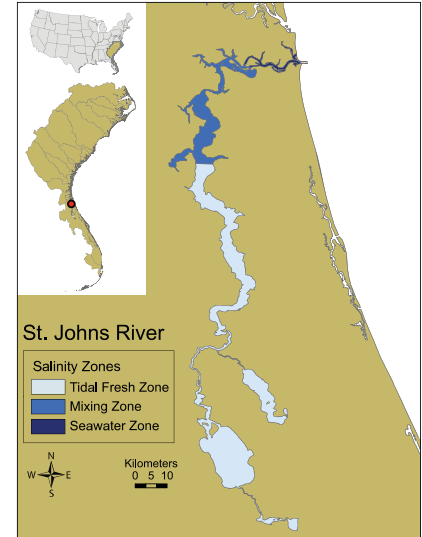 St. Johns River
Salinity Zones
Tidal Fresh Zone
Mixing Zone
Seawater Zone
N
W E
S
Kilometers
0 5 10